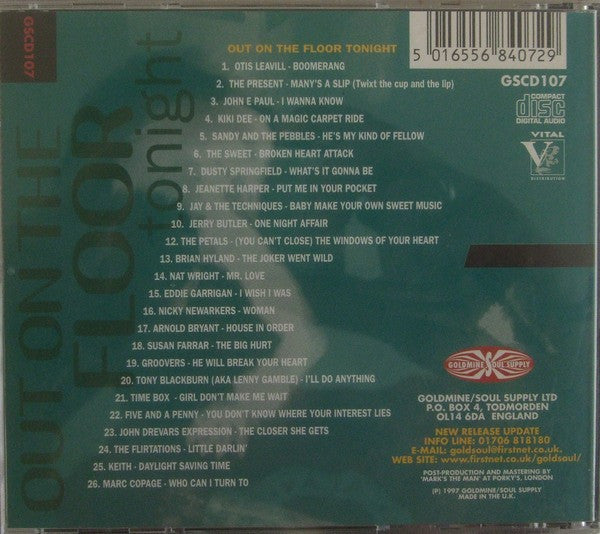 GSCD107
OUT ON THE
FLOOR
tonight
OUT ON THE FLOOR TONIGHT
1. OTIS LEAVILL - BOOMERANG
2. THE PRESENT - MANY'S A SLIP (Twixt the cup and the lip)
3. JOHN E PAUL - I WANNA KNOW
4. KIKI DEE - ON A MAGIC CARPET RIDE
5. SANDY AND THE PEBBLES - HE'S MY KIND OF FELLOW
6. THE SWEET - BROKEN HEART ATTACK
7. DUSTY SPRINGFIELD - WHAT'S IT GONNA BE
8. JEANETTE HARPER - PUT ME IN YOUR POCKET
9. JAY & THE TECHNIQUES - BABY MAKE YOUR OWN SWEET MUSIC
10. JERRY BUTLER - ONE NIGHT AFFAIR
12. THE PETALS - (YOU CAN'T CLOSE) THE WINDOWS OF YOUR HEART
13. BRIAN HYLAND - THE JOKER WENT WILD
14. NAT WRIGHT - MR. LOVE
15. EDDIE GARRIGAN - I WISH I WAS
16. NICKY NEWARKERS - WOMAN
17. ARNOLD BRYANT - HOUSE IN ORDER
18. SUSAN FARRAR - THE BIG HURT
19. GROOVERS - HE WILL BREAK YOUR HEART
20. TONY BLACKBURN (AKA LENNY GAMBLE) - I'LL DO ANYTHING
21. TIME BOX - GIRL DON'T MAKE ME WAIT
22. FIVE AND A PENNY - YOU DON'T KNOW WHERE YOUR INTEREST LIES
23. JOHN DREVARS EXPRESSION - THE CLOSER SHE GETS
24. THE FLIRTATIONS - LITTLE DARLIN'
25. KEITH - DAYLIGHT SAVING TIME
26. MARC COPAGE - WHO CAN I TURN TO
5 016556 840729
GSCD107
COMPACT
disc
DIGITAL AUDIO
VITAL
V
DISTRIBUTION
GOLDMINE SOUL SUPPLY
GOLDMINE/SOUL SUPPLY LTD
P.O. BOX 4, TODMORDEN
OL14 6DA ENGLAND
NEW RELEASE UPDATE
INFO LINE: 01706 818180
E-MAIL: goldsoul@firstnet.co.uk
WEB SITE: www.firstnet.co.uk/goldsoul/
POST-PRODUCTION AND MASTERING BY
'MARK'S THE MAN' AT PORKY'S, LONDON
(P) 1997 GOLDMINE/SOUL SUPPLY
MADE IN THE U.K.